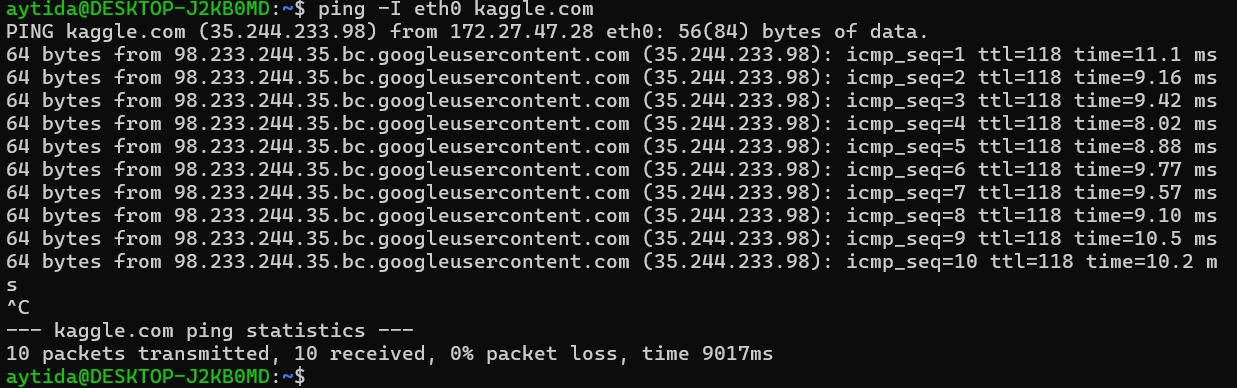 aytida@DESKTOP-J2KB0MD:~$ ping -I eth0 kaggle.com
PING kaggle.com (35.244.233.98) from 172.27.47.28 eth0: 56(84) bytes of data.
64 bytes from 98.233.244.35.bc.googleusercontent.com (35.244.233.98): icmp_seq=1 ttl=118 time=11.1 ms
64 bytes from 98.233.244.35.bc.googleusercontent.com (35.244.233.98): icmp_seq=2 ttl=118 time=9.16 ms
64 bytes from 98.233.244.35.bc.googleusercontent.com (35.244.233.98): icmp_seq=3 ttl=118 time=9.42 ms
64 bytes from 98.233.244.35.bc.googleusercontent.com (35.244.233.98): icmp_seq=4 ttl=118 time=8.02 ms
64 bytes from 98.233.244.35.bc.googleusercontent.com (35.244.233.98): icmp_seq=5 ttl=118 time=8.88 ms
64 bytes from 98.233.244.35.bc.googleusercontent.com (35.244.233.98): icmp_seq=6 ttl=118 time=9.77 ms
64 bytes from 98.233.244.35.bc.googleusercontent.com (35.244.233.98): icmp_seq=7 ttl=118 time=9.57 ms
64 bytes from 98.233.244.35.bc.googleusercontent.com (35.244.233.98): icmp_seq=8 ttl=118 time=9.10 ms
64 bytes from 98.233.244.35.bc.googleusercontent.com (35.244.233.98): icmp_seq=9 ttl=118 time=10.5 ms
64 bytes from 98.233.244.35.bc.googleusercontent.com (35.244.233.98): icmp_seq=10 ttl=118 time=10.2 m
s
^C
--- kaggle.com ping statistics ---
10 packets transmitted, 10 received, 0% packet loss, time 9017ms
aytida@DESKTOP-J2KB0MD:~$